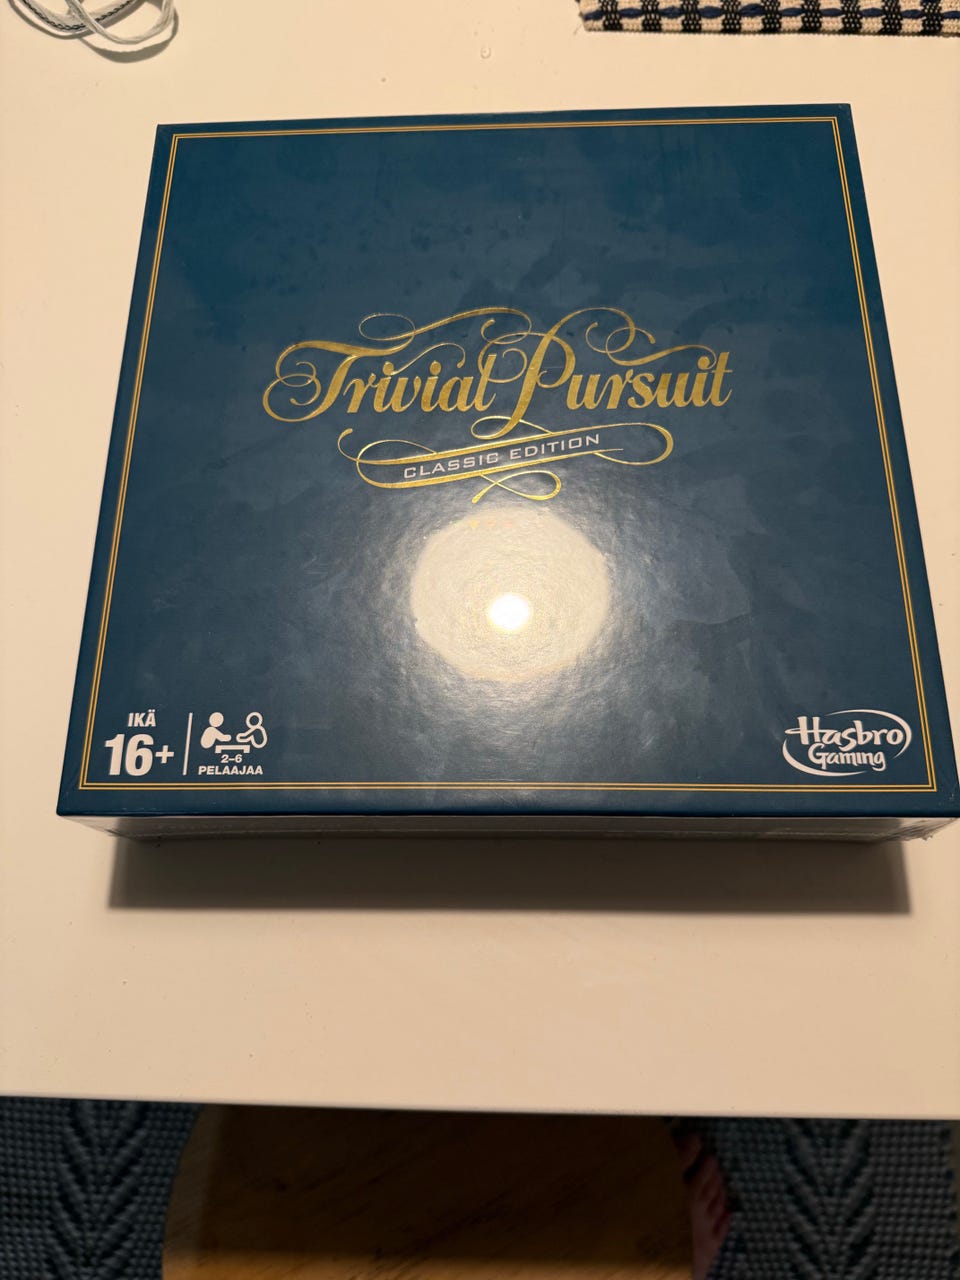 Trivial Pursuit
CLASSIC EDITION
IKÄ
16+
2–6
PELAAJAA
Hasbro
Gaming